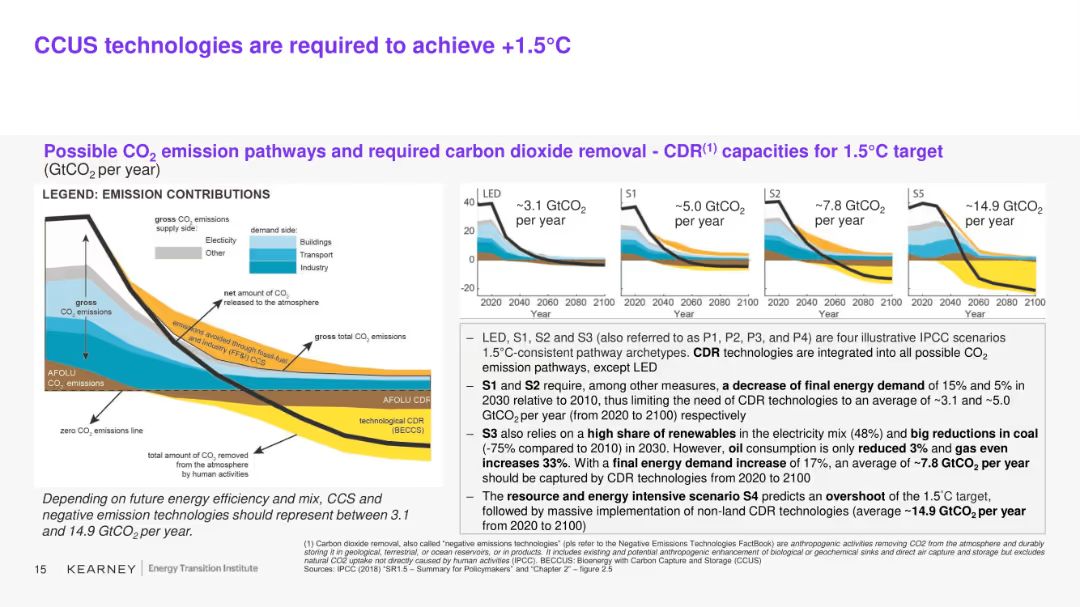 CCUS technologies are required to achieve +1.5°C
Possible CO2 emission pathways and required carbon dioxide removal - CDR(1) capacities for 1.5°C target
(GtCO2 per year)
LEGEND: EMISSION CONTRIBUTIONS
gross CO2 emissions
supply side:
Electicity
Other
demand side:
Buildings
Transport
Industry
net amount of CO2
released to the atmosphere
gross
CO2 emissions
emissions avoided through fossil-fuel
and industry (FF&I) CCS
gross total CO2 emissions
AFOLU
CO2 emissions
AFOLU CDR
technological CDR
(BECCS)
zero CO2 emissions line
total amount of CO2 removed
from the atmosphere
by human activities
Depending on future energy efficiency and mix, CCS and
negative emission technologies should represent between 3.1
and 14.9 GtCO2 per year.
LED
~3.1 GtCO2
per year
S1
~5.0 GtCO2
per year
S2
~7.8 GtCO2
per year
S5
~14.9 GtCO2
per year
40
20
0
-20
2020 2040 2060 2080 2100
Year
2020 2040 2060 2080 2100
Year
2020 2040 2060 2080 2100
Year
2020 2040 2060 2080 2100
Year
– LED, S1, S2 and S3 (also referred to as P1, P2, P3, and P4) are four illustrative IPCC scenarios
1.5°C-consistent pathway archetypes. CDR technologies are integrated into all possible CO2
emission pathways, except LED
– S1 and S2 require, among other measures, a decrease of final energy demand of 15% and 5% in
2030 relative to 2010, thus limiting the need of CDR technologies to an average of ~3.1 and ~5.0
GtCO2 per year (from 2020 to 2100) respectively
– S3 also relies on a high share of renewables in the electricity mix (48%) and big reductions in coal
(-75% compared to 2010) in 2030. However, oil consumption is only reduced 3% and gas even
increases 33%. With a final energy demand increase of 17%, an average of ~7.8 GtCO2 per year
should be captured by CDR technologies from 2020 to 2100
– The resource and energy intensive scenario S4 predicts an overshoot of the 1.5°C target,
followed by massive implementation of non-land CDR technologies (average ~14.9 GtCO2 per year
from 2020 to 2100)
(1) Carbon dioxide removal, also called “negative emissions technologies” (pls refer to the Negative Emissions Technologies FactBook) are anthropogenic activities removing CO2 from the atmosphere and durably
storing it in geological, terrestrial, or ocean reservoirs, or in products. It includes existing and potential anthropogenic enhancement of biological or geochemical sinks and direct air capture and storage but excludes
natural CO2 uptake not directly caused by human activities (IPCC). BECCUS: Bioenergy with Carbon Capture and Storage (CCUS)
Sources: IPCC (2018) “SR1.5 – Summary for Policymakers” and “Chapter 2” – figure 2.5
15 KEARNEY Energy Transition Institute